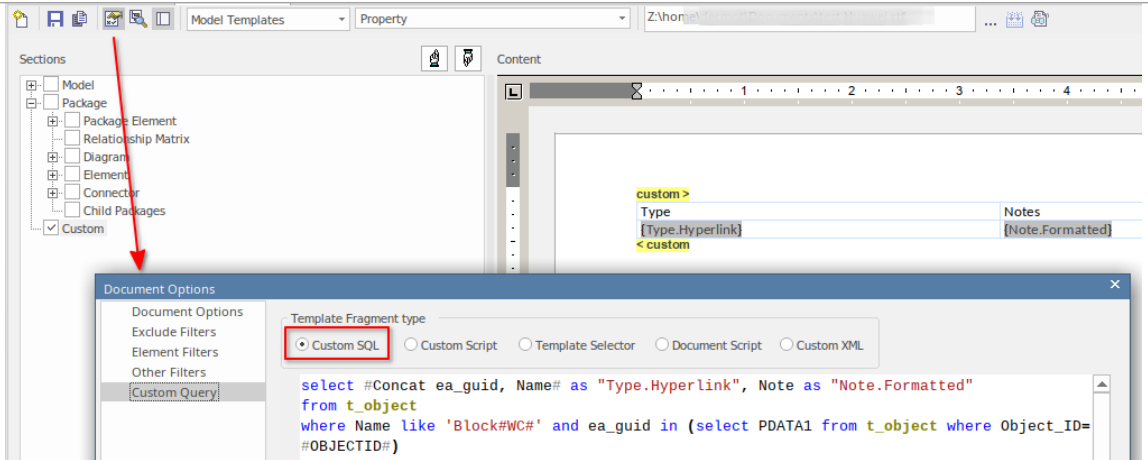 Model Templates
Property
Z:\home
...
Sections
Content
Model
Package
Package Element
Relationship Matrix
Diagram
Element
Connector
Child Packages
Custom
L
1 2 3 4
custom >
Type Notes
{Type.Hyperlink} {Note.Formatted}
< custom
Document Options
Document Options
Exclude Filters
Element Filters
Other Filters
Custom Query
Template Fragment type
Custom SQL Custom Script Template Selector Document Script Custom XML
select #Concat ea_guid, Name# as "Type.Hyperlink", Note as "Note.Formatted"
from t_object
where Name like 'Block#WC#' and ea_guid in (select PDATA1 from t_object where Object_ID=
#OBJECTID#)